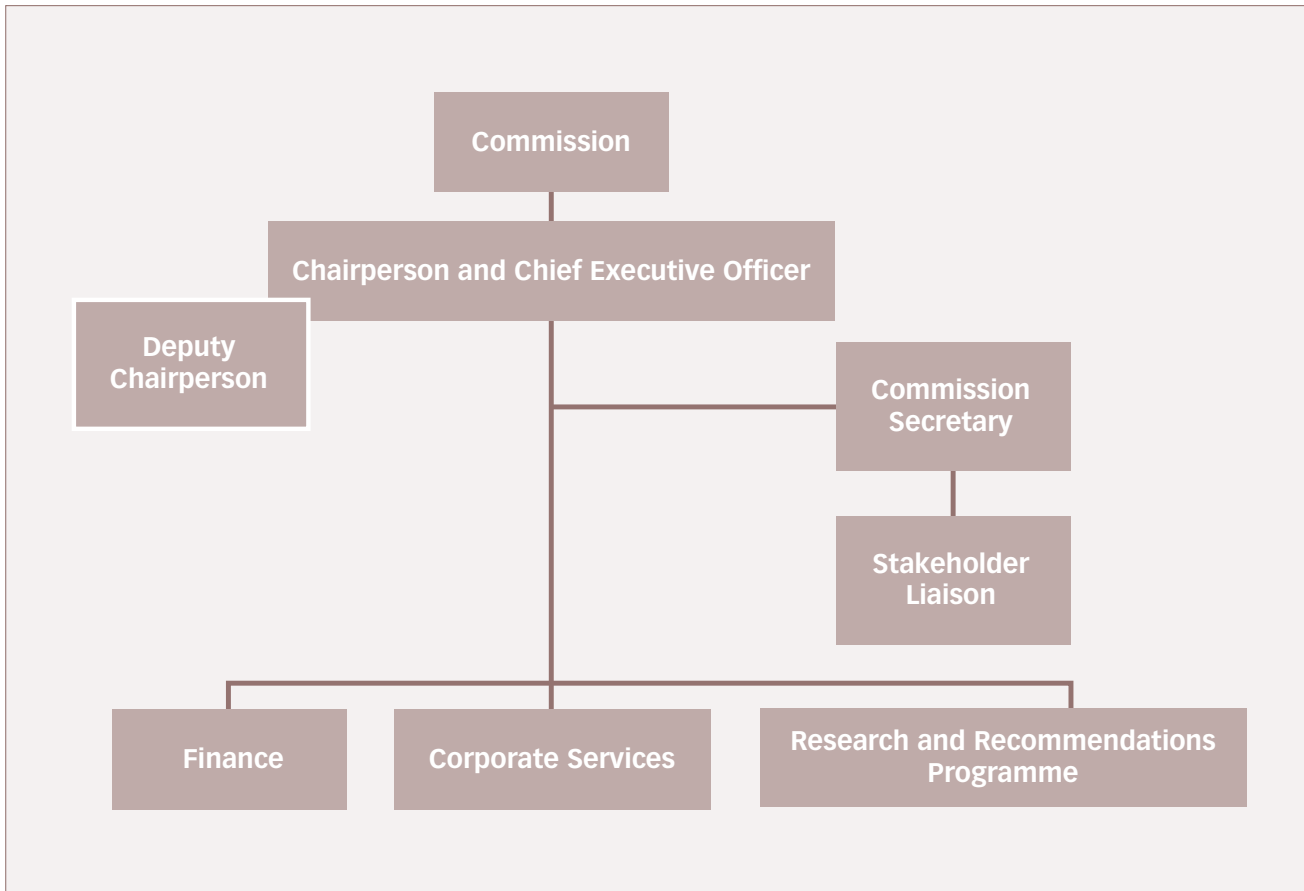 Commission
Chairperson and Chief Executive Officer
Deputy
Chairperson
Commission
Secretary
Stakeholder
Liaison
Finance
Corporate Services
Research and Recommendations
Programme